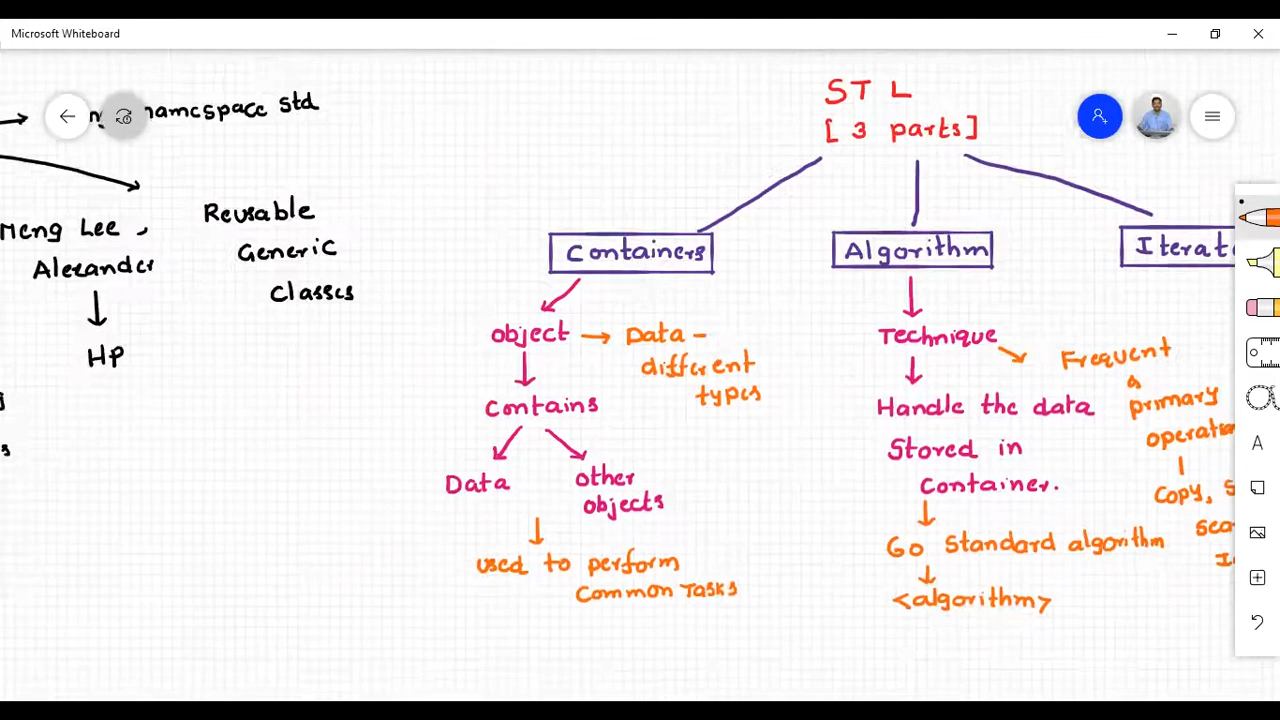 Microsoft Whiteboard
namespace std
Meng Lee,
Alexander
Hp
Reusable
Generic
Classes
STL
[3 parts]
Containers
object → Data -
different
types
Contains
Data
Other
objects
used to perform
Common Tasks
Algorithm
Technique
Frequent
&
primary
Handle the data
Stored in
Container.
Copy,
60 Standard algorithm
<algorithm>
A